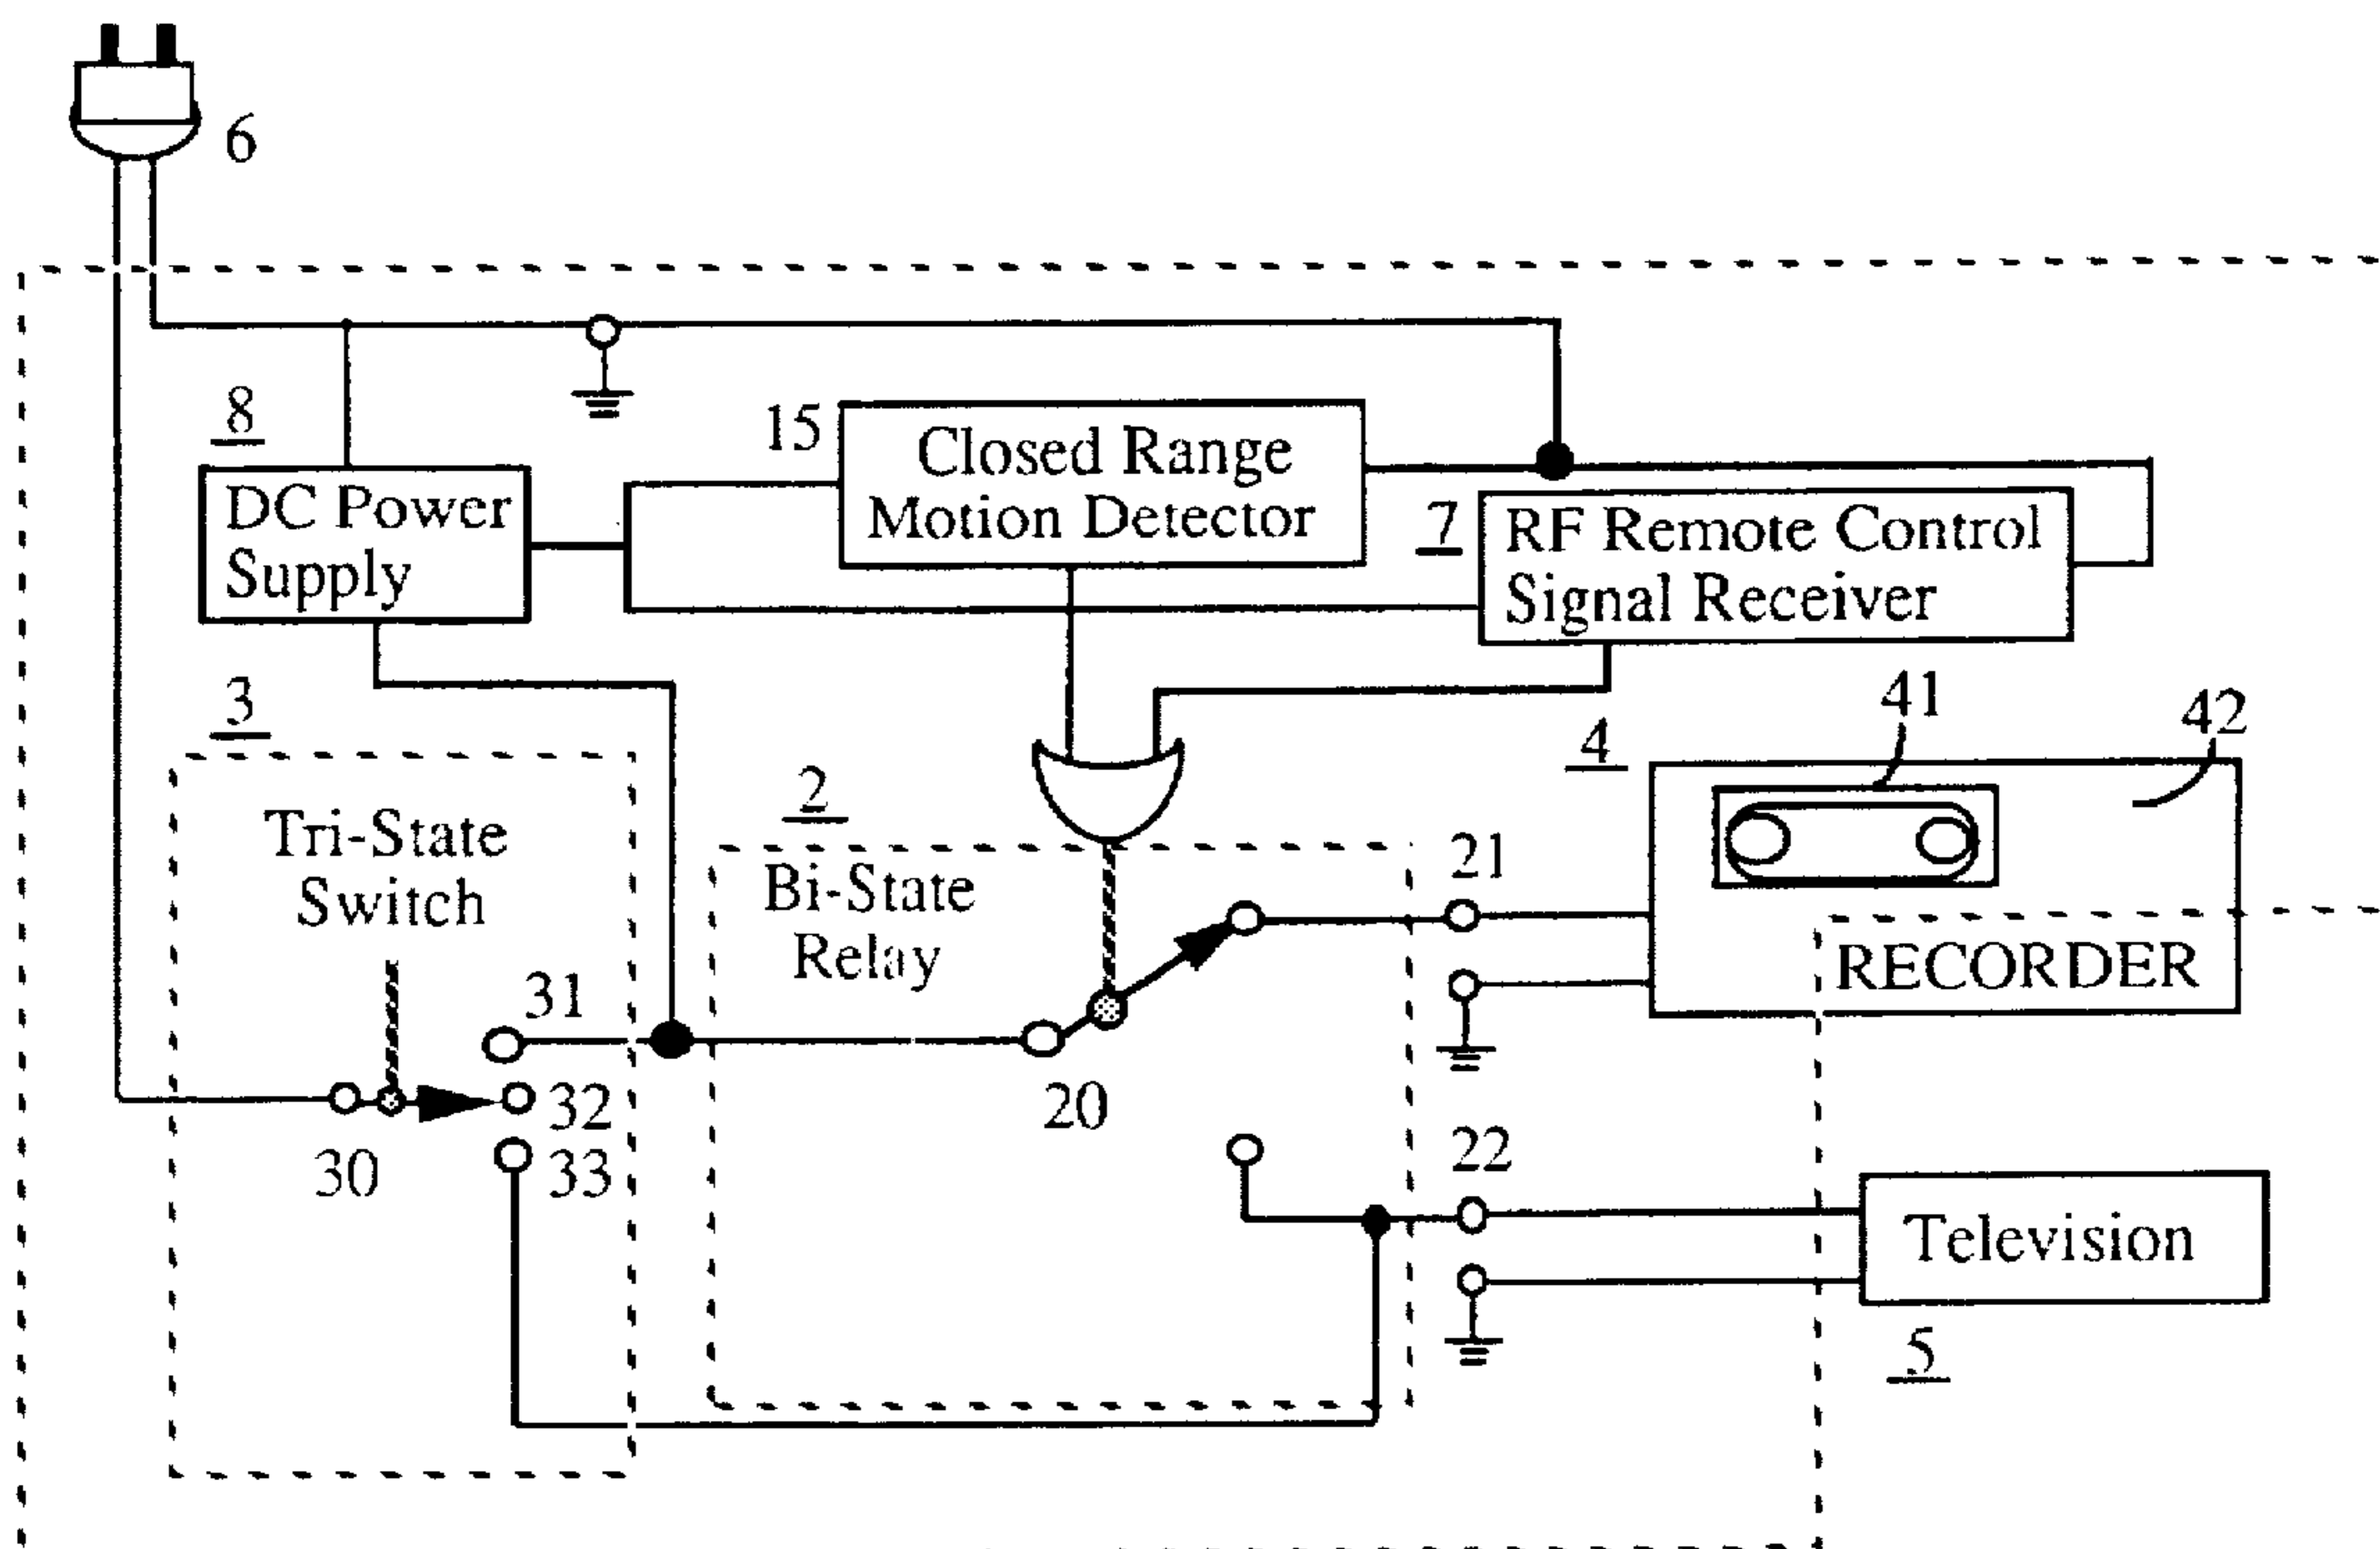 6
8
DC Power
Supply
15
Closed Range
Motion Detector
7
RF Remote Control
Signal Receiver
3
Tri-State
Switch
2
Bi-State
Relay
4
41
42
RECORDER
21
31
32
33
30
20
22
Television
5